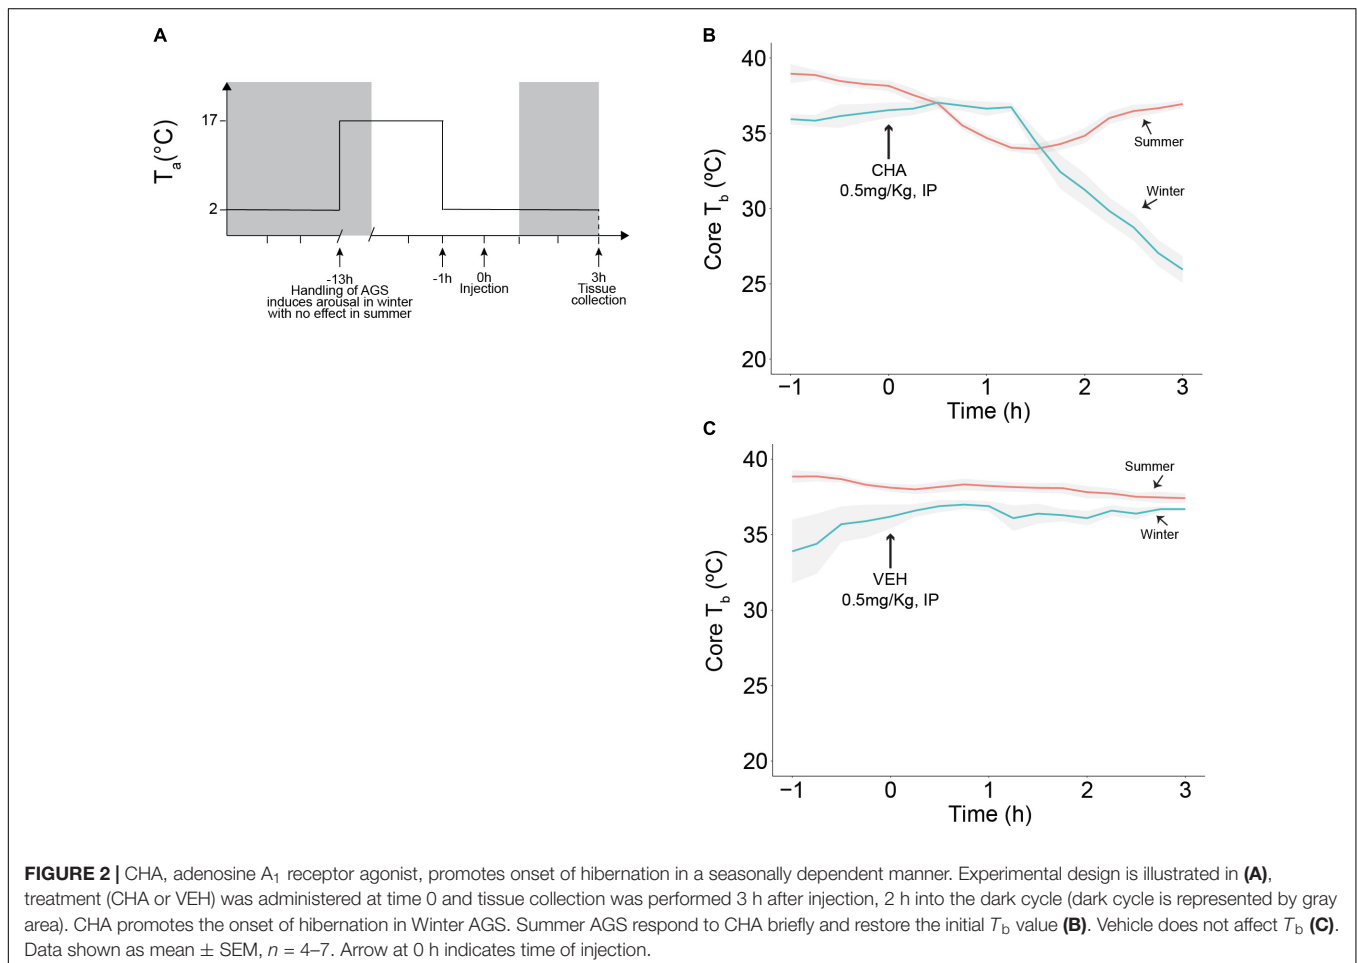 A
T a (°C)
17
2
-13h
Handling of AGS
induces arousal in winter
with no effect in summer
-1h
0h
Injection
3h
Tissue
collection
B
Core T b (ºC)
40
35
30
25
20
CHA
0.5mg/Kg, IP
Summer
Winter
−1 0 1 2 3
Time (h)
C
Core T b (ºC)
40
35
30
25
20
VEH
0.5mg/Kg, IP
Summer
Winter
−1 0 1 2 3
Time (h)
FIGURE 2 | CHA, adenosine A1 receptor agonist, promotes onset of hibernation in a seasonally dependent manner. Experimental design is illustrated in (A),
treatment (CHA or VEH) was administered at time 0 and tissue collection was performed 3 h after injection, 2 h into the dark cycle (dark cycle is represented by gray
area). CHA promotes the onset of hibernation in Winter AGS. Summer AGS respond to CHA briefly and restore the initial Tb value (B). Vehicle does not affect Tb (C).
Data shown as mean ± SEM, n = 4–7. Arrow at 0 h indicates time of injection.